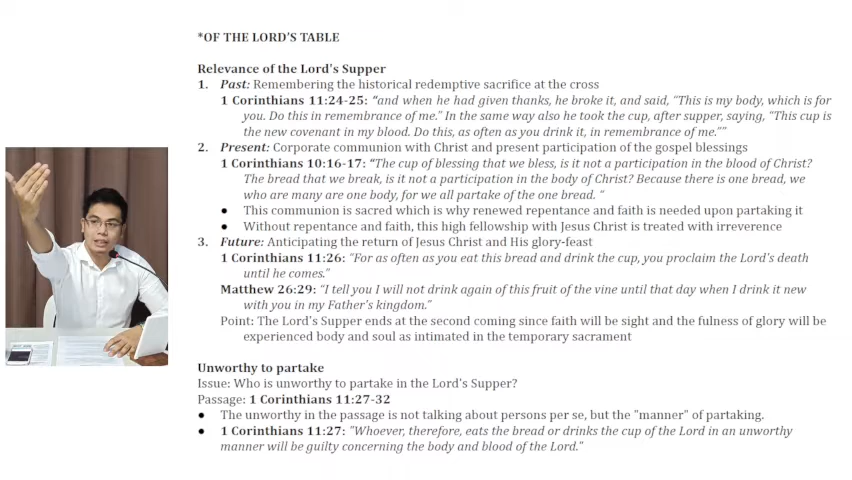 *OF THE LORD'S TABLE
Relevance of the Lord's Supper
1. Past: Remembering the historical redemptive sacrifice at the cross
1 Corinthians 11:24-25: "and when he had given thanks, he broke it, and said, "This is my body, which is for
you. Do this in remembrance of me." In the same way also he took the cup, after supper, saying, "This cup is
the new covenant in my blood. Do this, as often as you drink it, in remembrance of me.""
2. Present: Corporate communion with Christ and present participation of the gospel blessings
1 Corinthians 10:16-17: "The cup of blessing that we bless, is it not a participation in the blood of Christ?
The bread that we break, is it not a participation in the body of Christ? Because there is one bread, we
who are many are one body, for we all partake of the one bread. "
● This communion is sacred which is why renewed repentance and faith is needed upon partaking it
● Without repentance and faith, this high fellowship with Jesus Christ is treated with irreverence
3. Future: Anticipating the return of Jesus Christ and His glory-feast
1 Corinthians 11:26: "For as often as you eat this bread and drink the cup, you proclaim the Lord's death
until he comes."
Matthew 26:29: "I tell you I will not drink again of this fruit of the vine until that day when I drink it new
with you in my Father's kingdom."
Point: The Lord's Supper ends at the second coming since faith will be sight and the fulness of glory will be
experienced body and soul as intimated in the temporary sacrament
Unworthy to partake
Issue: Who is unworthy to partake in the Lord's Supper?
Passage: 1 Corinthians 11:27-32
● The unworthy in the passage is not talking about persons per se, but the "manner" of partaking.
● 1 Corinthians 11:27: "Whoever, therefore, eats the bread or drinks the cup of the Lord in an unworthy
manner will be guilty concerning the body and blood of the Lord."